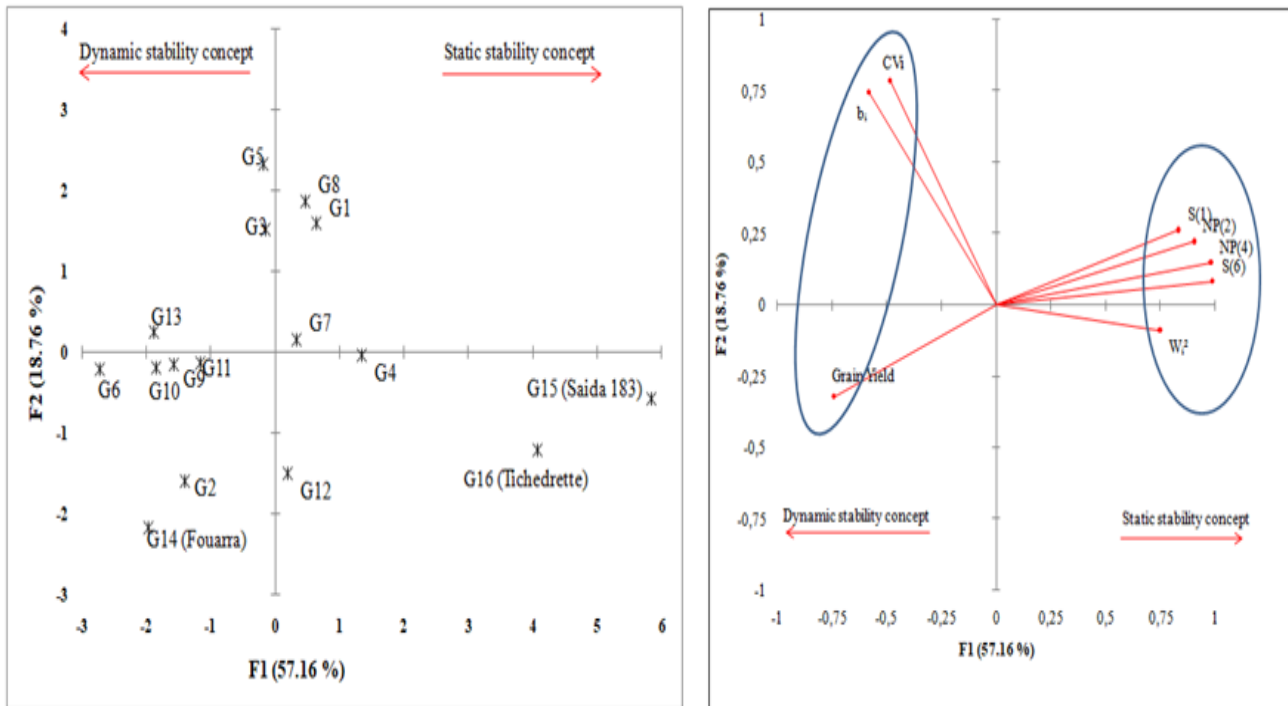 4
Dynamic stability concept
Static stability concept
3
G5
2
G8
G1
G3
1
G13
G7
0
G6
G10
G9
G11
G4
G15 (Saida 183)
-1
G16 (Tichedrette)
G2
G12
-2
G14 (Fouarra)
-3
-3 -2 -1 0 1 2 3 4 5 6
F1 (57.16 %)
F2 (18.76 %)
1
CVi
0,75
bᵢ
0,5
S(1)
0,25
NP(2)
NP(4)
S(6)
0
Wᵢ²
-0,25
Grain Yield
-0,5
Dynamic stability concept
Static stability concept
-0,75
-1
-1 -0,75 -0,5 -0,25 0 0,25 0,5 0,75 1
F1 (57.16 %)
F2 (18.76 %)